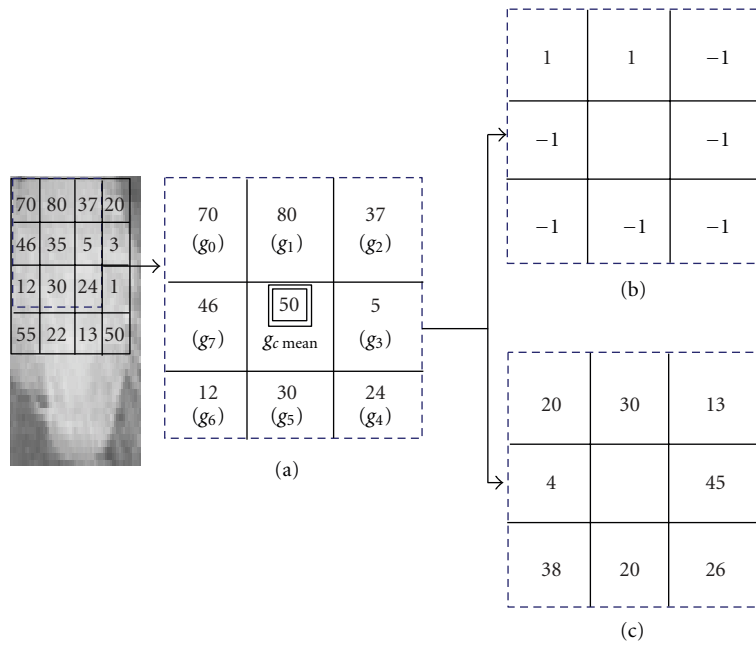 70 80 37 20
46 35 5 3
12 30 24 1
55 22 13 50
70 80 37
(g0) (g1) (g2)
46 50 5
(g7) gc mean (g3)
12 30 24
(g6) (g5) (g4)
(a)
1 1 −1
−1 −1
−1 −1 −1
(b)
20 30 13
4 45
38 20 26
(c)